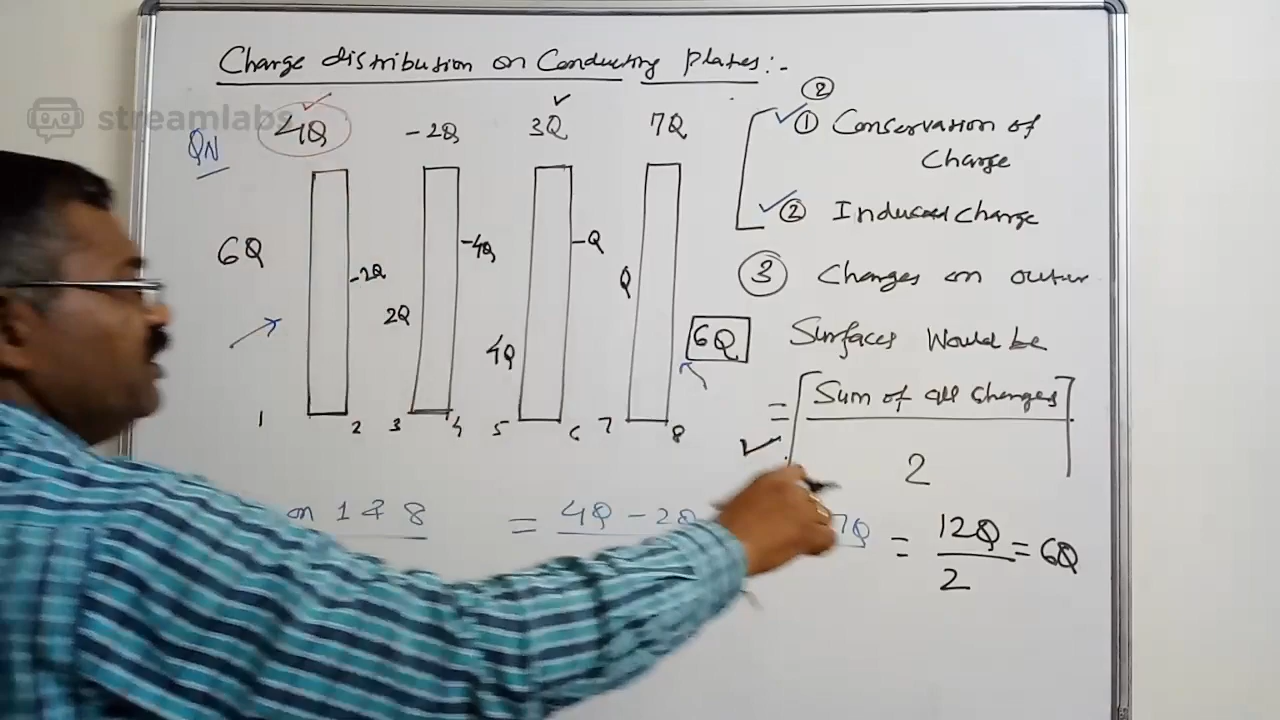 Charge distribution on Conducting plates:-
streamlabs
QN
4Q -2Q 3Q 7Q
② 
① Conservation of
Charge
② Induced Charge
6Q -2Q 2Q -4Q 4Q -Q Q 6Q
③ Charges on outer
Surfaces Would be
= [Sum of all Charges]
2
1 2 3 4 5 6 7 8
on 1 & 8 = 4Q - 2Q 7Q = 12Q = 6Q
2